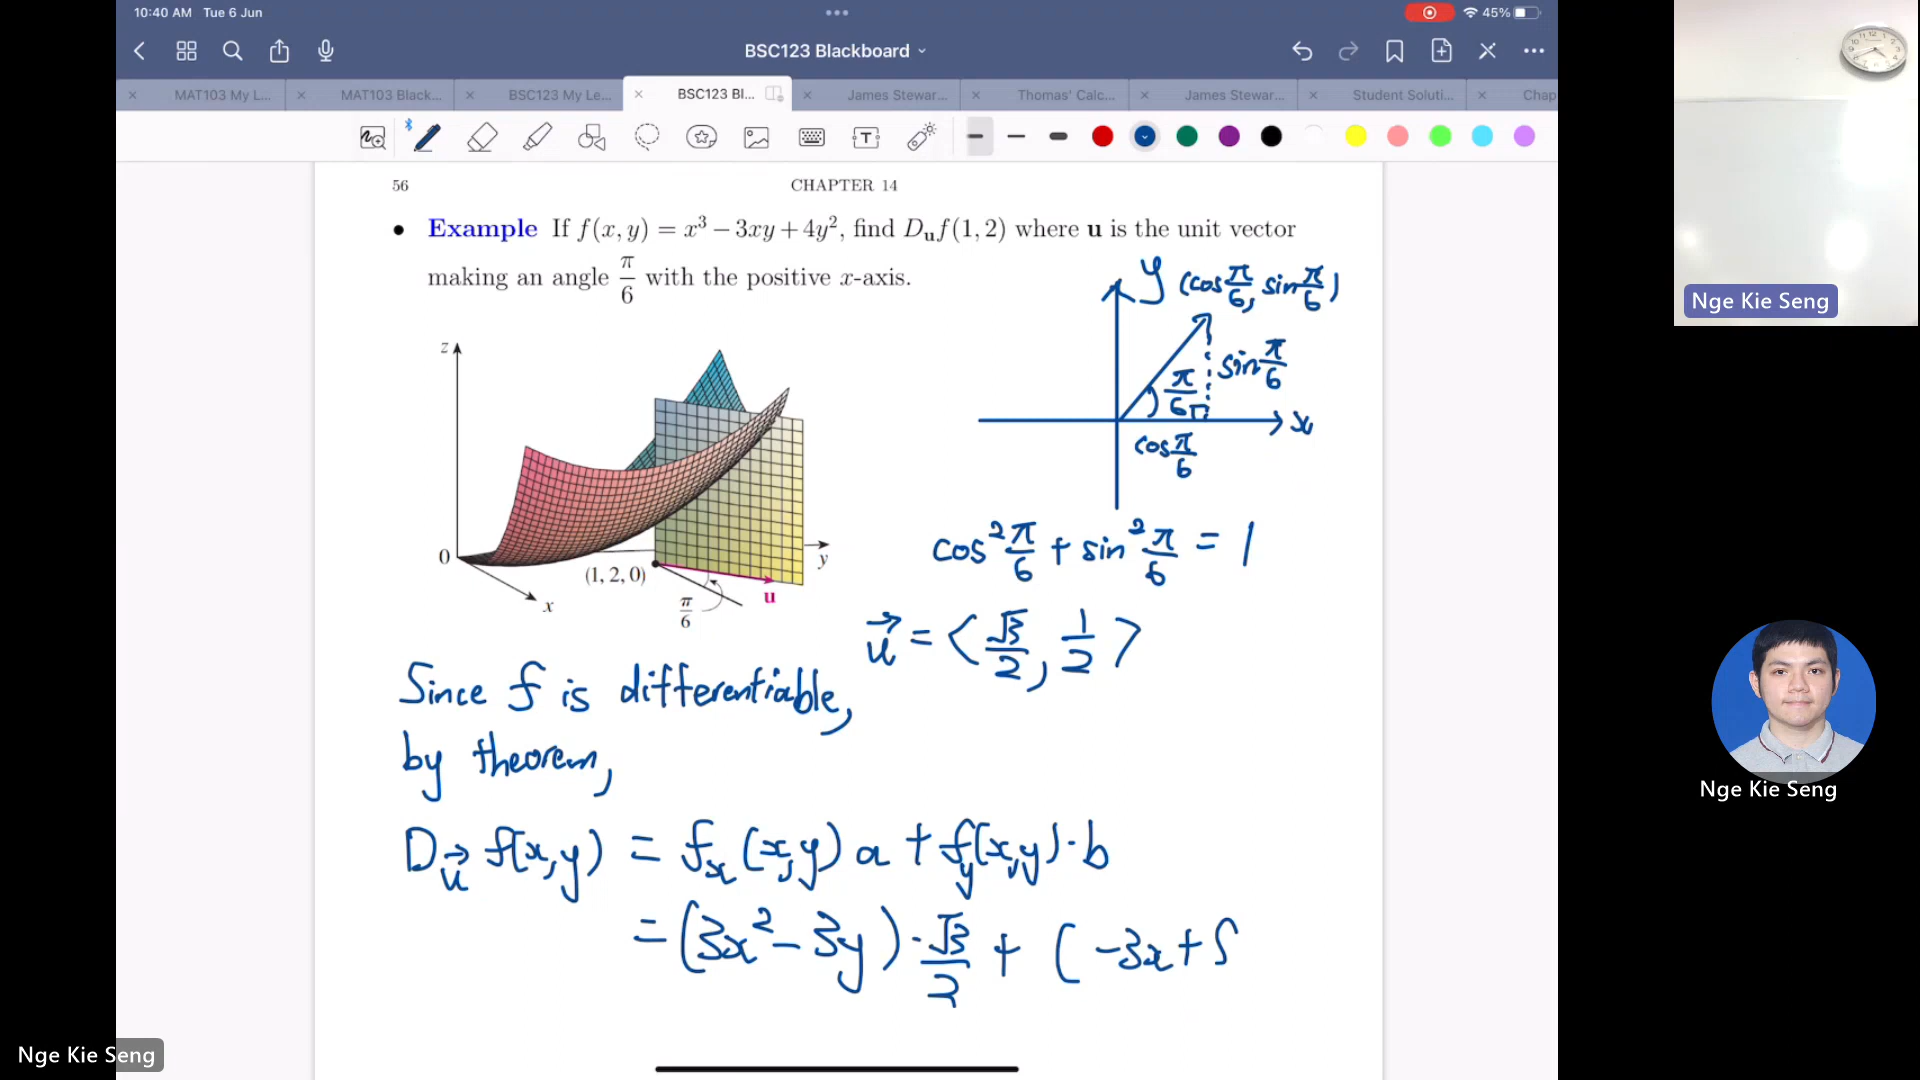 10:40 AM Tue 6 Jun
45%
BSC123 Blackboard
MAT103 My L...
MAT103 Black...
BSC123 My Le...
BSC123 Bl...
James Stewar...
Thomas' Calc...
James Stewar...
Student Soluti...
Chap
56
CHAPTER 14
• Example If f(x, y) = x³ − 3xy + 4y², find D_u f(1, 2) where u is the unit vector
making an angle π/6 with the positive x-axis.
z
0
x
y
(1, 2, 0)
π/6
u
y
(cos π/6, sin π/6)
sin π/6
π/6
x
cos π/6
cos² π/6 + sin² π/6 = 1
u⃗ = ⟨√3/2, 1/2⟩
Since f is differentiable,
by theorem,
D_u⃗ f(x,y) = f_x (x,y) a + f_y(x,y) · b
= (3x² − 3y) · √3/2 + ( −3x +
Nge Kie Seng
Nge Kie Seng
Nge Kie Seng